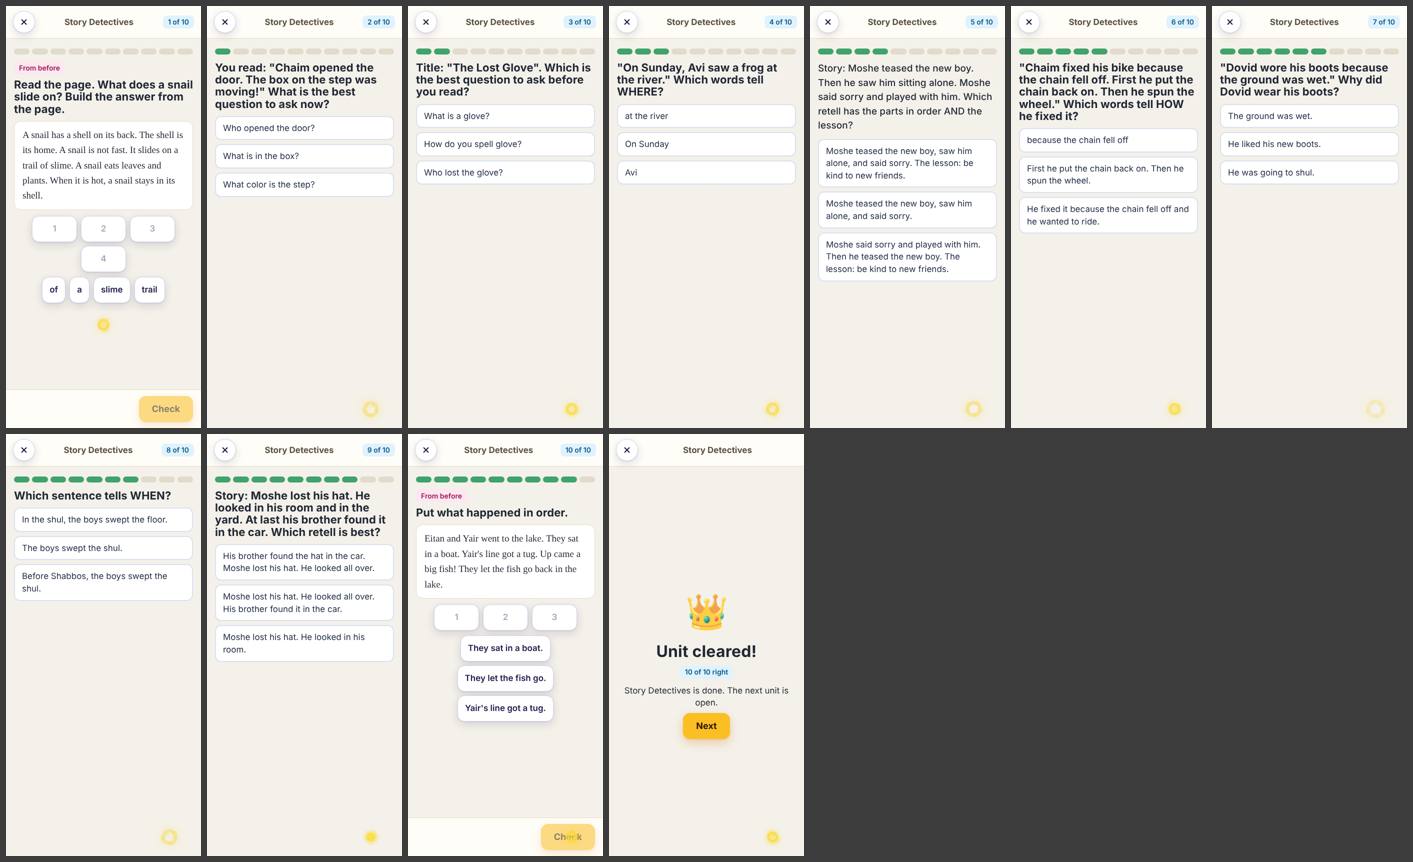 ✕ Story Detectives 1 of 10
From before
Read the page. What does a snail
slide on? Build the answer from
the page.
A snail has a shell on its back. The shell is
its home. A snail is not fast. It slides on a
trail of slime. A snail eats leaves and
plants. When it is hot, a snail stays in its
shell.
1 2 3
4
of a slime trail
Check
✕ Story Detectives 2 of 10
You read: "Chaim opened the
door. The box on the step was
moving!" What is the best
question to ask now?
Who opened the door?
What is in the box?
What color is the step?
✕ Story Detectives 3 of 10
Title: "The Lost Glove". Which is
the best question to ask before
you read?
What is a glove?
How do you spell glove?
Who lost the glove?
✕ Story Detectives 4 of 10
"On Sunday, Avi saw a frog at
the river." Which words tell
WHERE?
at the river
On Sunday
Avi
✕ Story Detectives 5 of 10
Story: Moshe teased the new boy.
Then he saw him sitting alone. Moshe
said sorry and played with him. Which
retell has the parts in order AND the
lesson?
Moshe teased the new boy, saw him
alone, and said sorry. The lesson: be
kind to new friends.
Moshe teased the new boy, saw him
alone, and said sorry.
Moshe said sorry and played with him.
Then he teased the new boy. The
lesson: be kind to new friends.
✕ Story Detectives 6 of 10
"Chaim fixed his bike because
the chain fell off. First he put the
chain back on. Then he spun the
wheel." Which words tell HOW
he fixed it?
because the chain fell off
First he put the chain back on. Then he
spun the wheel.
He fixed it because the chain fell off and
he wanted to ride.
✕ Story Detectives 7 of 10
"Dovid wore his boots because
the ground was wet." Why did
Dovid wear his boots?
The ground was wet.
He liked his new boots.
He was going to shul.
✕ Story Detectives 8 of 10
Which sentence tells WHEN?
In the shul, the boys swept the floor.
The boys swept the shul.
Before Shabbos, the boys swept the
shul.
✕ Story Detectives 9 of 10
Story: Moshe lost his hat. He
looked in his room and in the
yard. At last his brother found it
in the car. Which retell is best?
His brother found the hat in the car.
Moshe lost his hat. He looked all over.
Moshe lost his hat. He looked all over.
His brother found it in the car.
Moshe lost his hat. He looked in his
room.
✕ Story Detectives 10 of 10
From before
Put what happened in order.
Eitan and Yair went to the lake. They sat
in a boat. Yair's line got a tug. Up came a
big fish! They let the fish go back in the
lake.
1 2 3
They sat in a boat.
They let the fish go.
Yair's line got a tug.
Check
✕ Story Detectives
Unit cleared!
10 of 10 right
Story Detectives is done. The next unit is
open.
Next